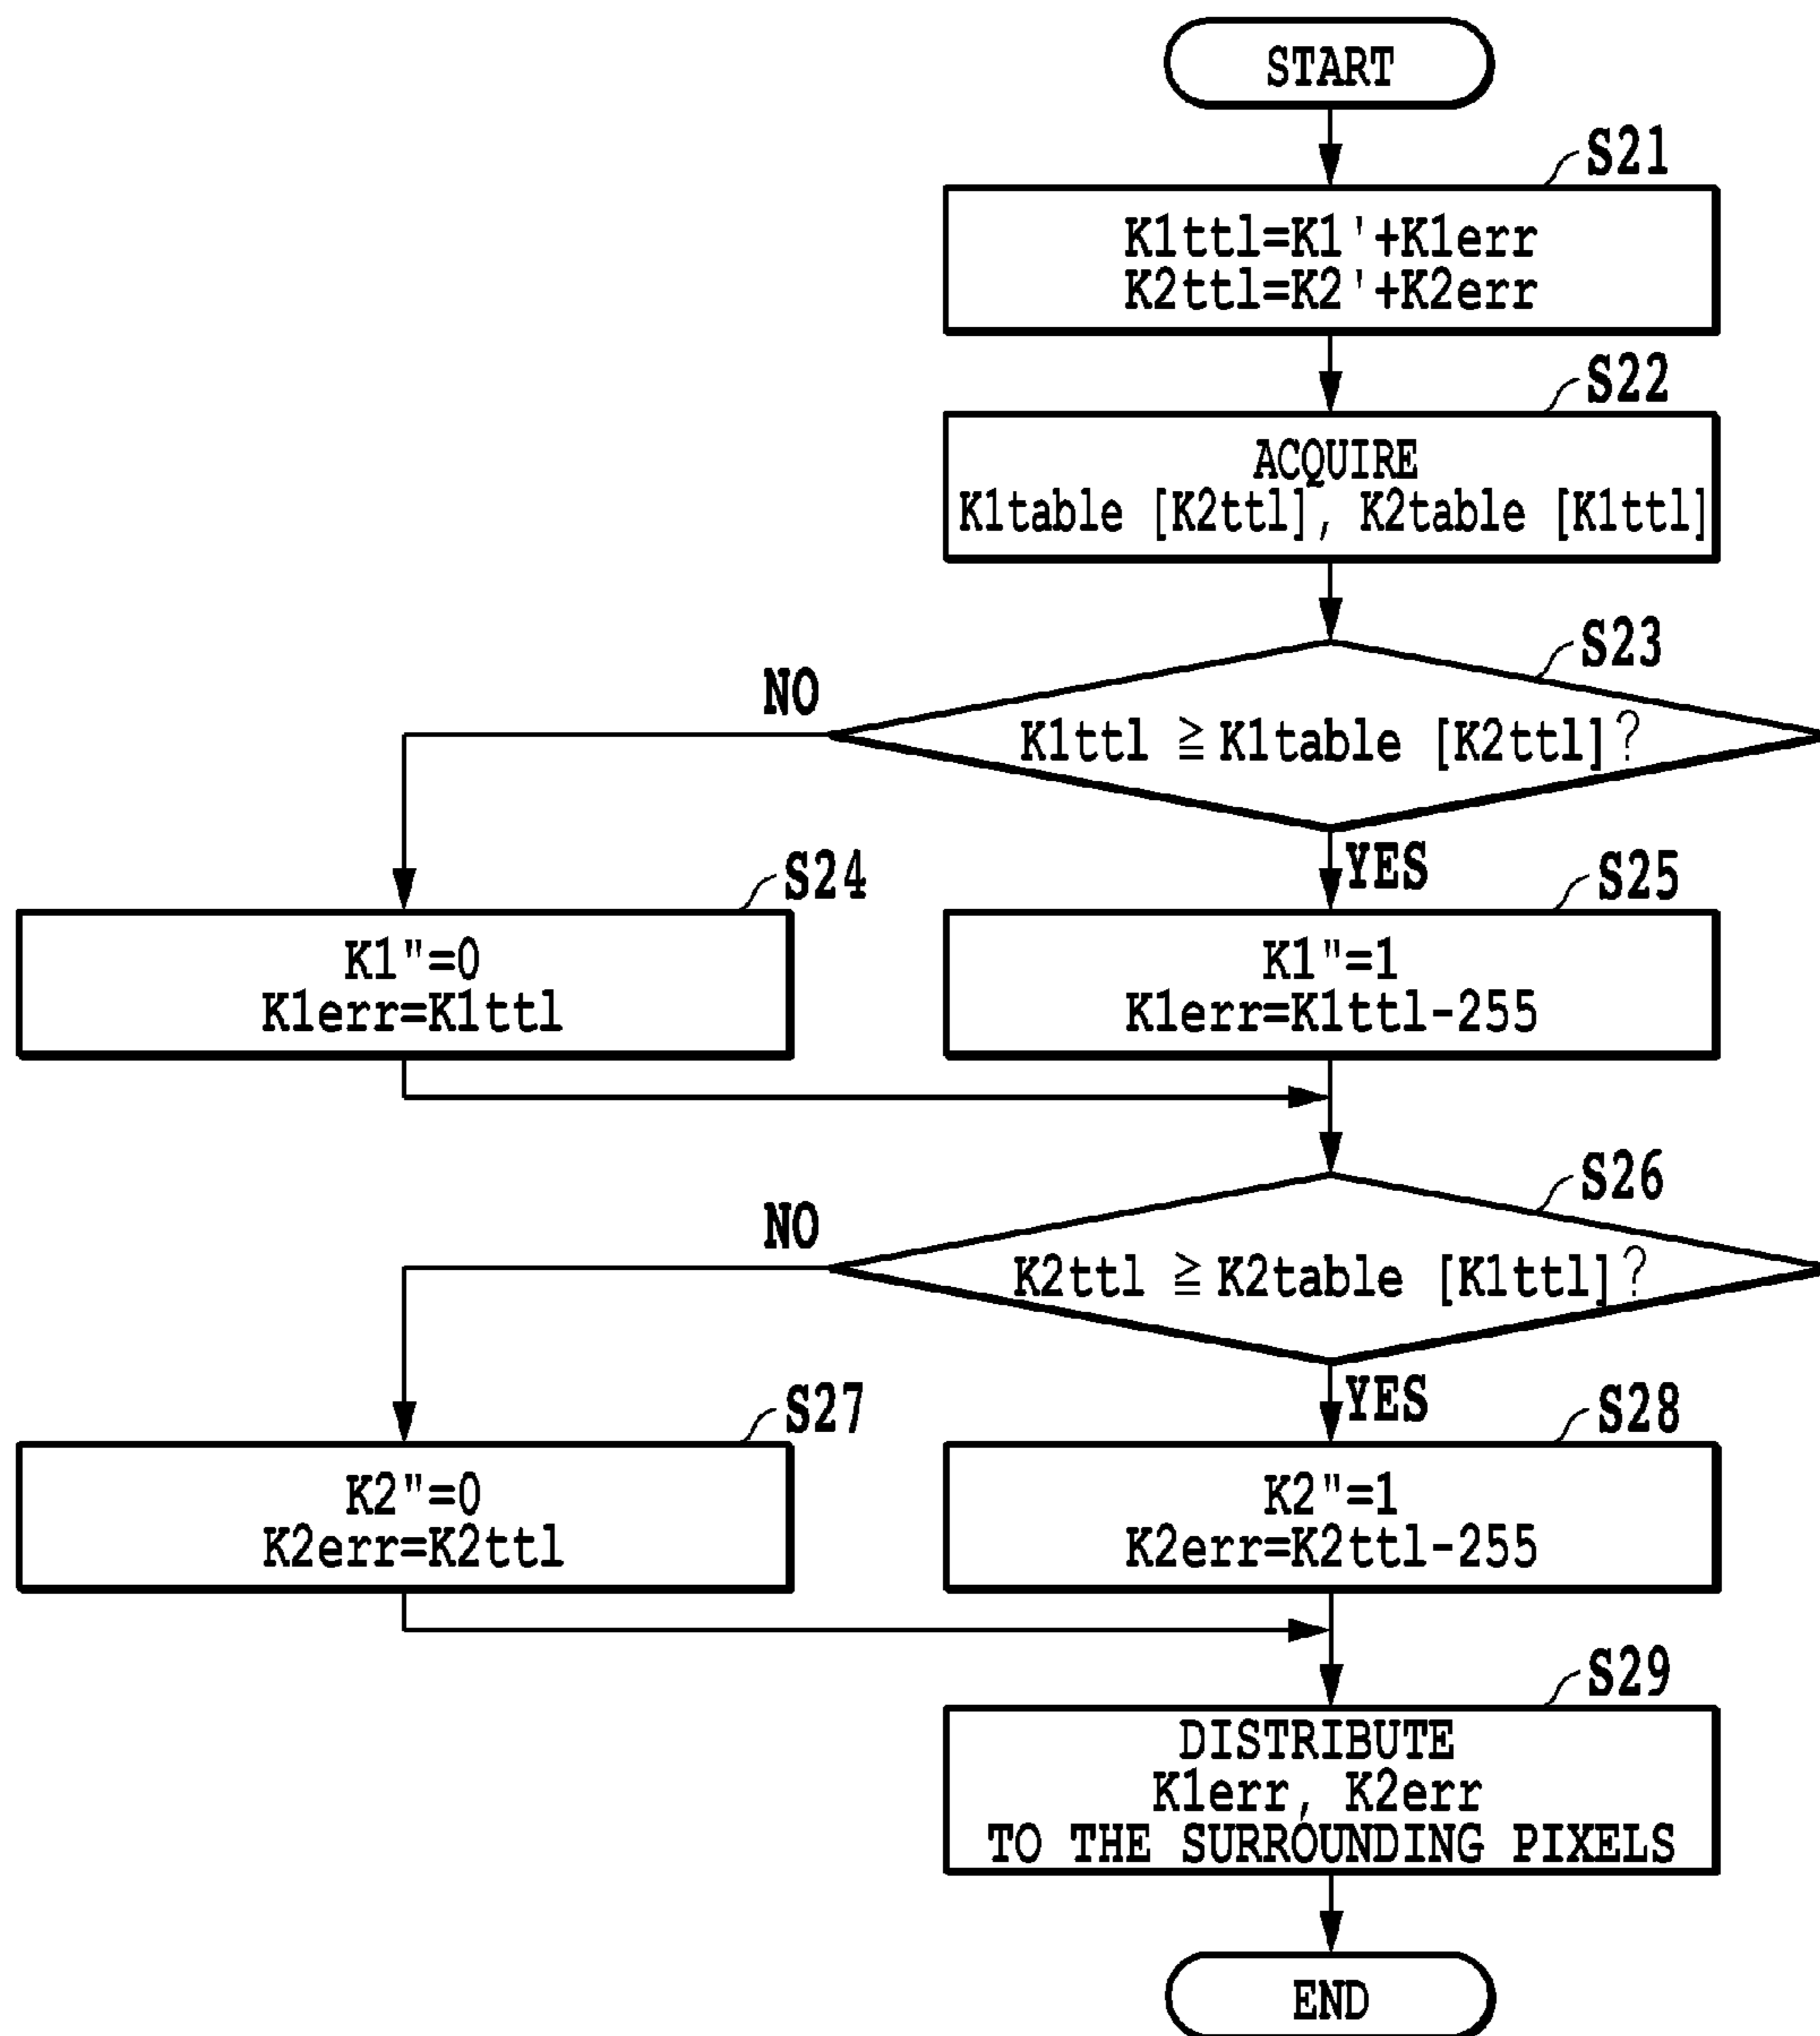 START
S21
K1ttl=K1'+K1err
K2ttl=K2'+K2err
S22
ACQUIRE
K1table [K2ttl], K2table [K1ttl]
S23
NO
K1ttl ≧ K1table [K2ttl]?
YES
S24
S25
K1"=0
K1err=K1ttl
K1"=1
K1err=K1ttl-255
S26
NO
K2ttl ≧ K2table [K1ttl]?
YES
S27
S28
K2"=0
K2err=K2ttl
K2"=1
K2err=K2ttl-255
S29
DISTRIBUTE
K1err, K2err
TO THE SURROUNDING PIXELS
END